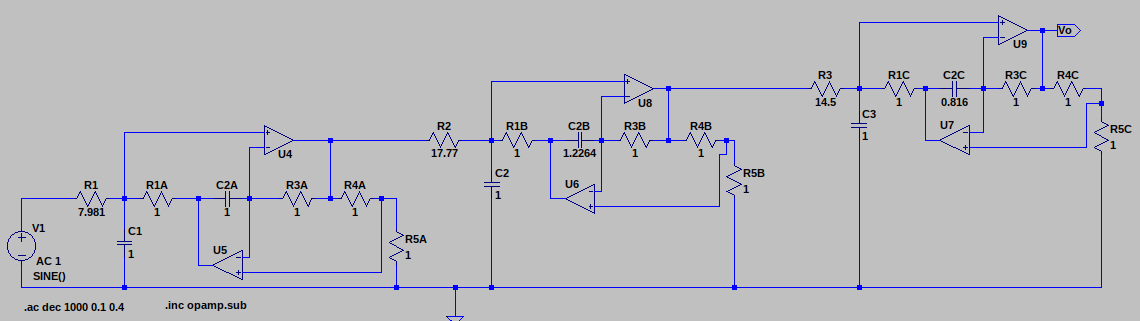 Vo
U9
R3
R1C
C2C
R3C
R4C
14.5
1
0.816
1
1
U8
C3
1
U7
R5C
1
R2
R1B
C2B
R3B
R4B
17.77
1
1.2264
1
1
U4
C2
1
U6
R5B
1
R1
R1A
C2A
R3A
R4A
7.981
1
1
1
1
V1
C1
1
U5
R5A
1
AC 1
SINE()
.ac dec 1000 0.1 0.4
.inc opamp.sub